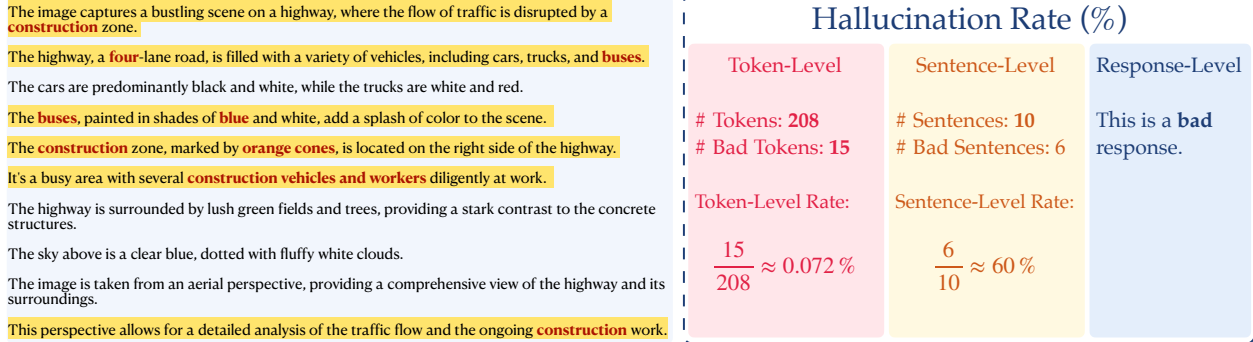 The image captures a bustling scene on a highway, where the flow of traffic is disrupted by a
construction zone.
The highway, a four-lane road, is filled with a variety of vehicles, including cars, trucks, and buses.
The cars are predominantly black and white, while the trucks are white and red.
The buses, painted in shades of blue and white, add a splash of color to the scene.
The construction zone, marked by orange cones, is located on the right side of the highway.
It's a busy area with several construction vehicles and workers diligently at work.
The highway is surrounded by lush green fields and trees, providing a stark contrast to the concrete
structures.
The sky above is a clear blue, dotted with fluffy white clouds.
The image is taken from an aerial perspective, providing a comprehensive view of the highway and its
surroundings.
This perspective allows for a detailed analysis of the traffic flow and the ongoing construction work.
Hallucination Rate (%)
Token-Level
# Tokens: 208
# Bad Tokens: 15
Token-Level Rate:
15
208
≈ 0.072 %
Sentence-Level
# Sentences: 10
# Bad Sentences: 6
Sentence-Level Rate:
6
10
≈ 60 %
Response-Level
This is a bad
response.